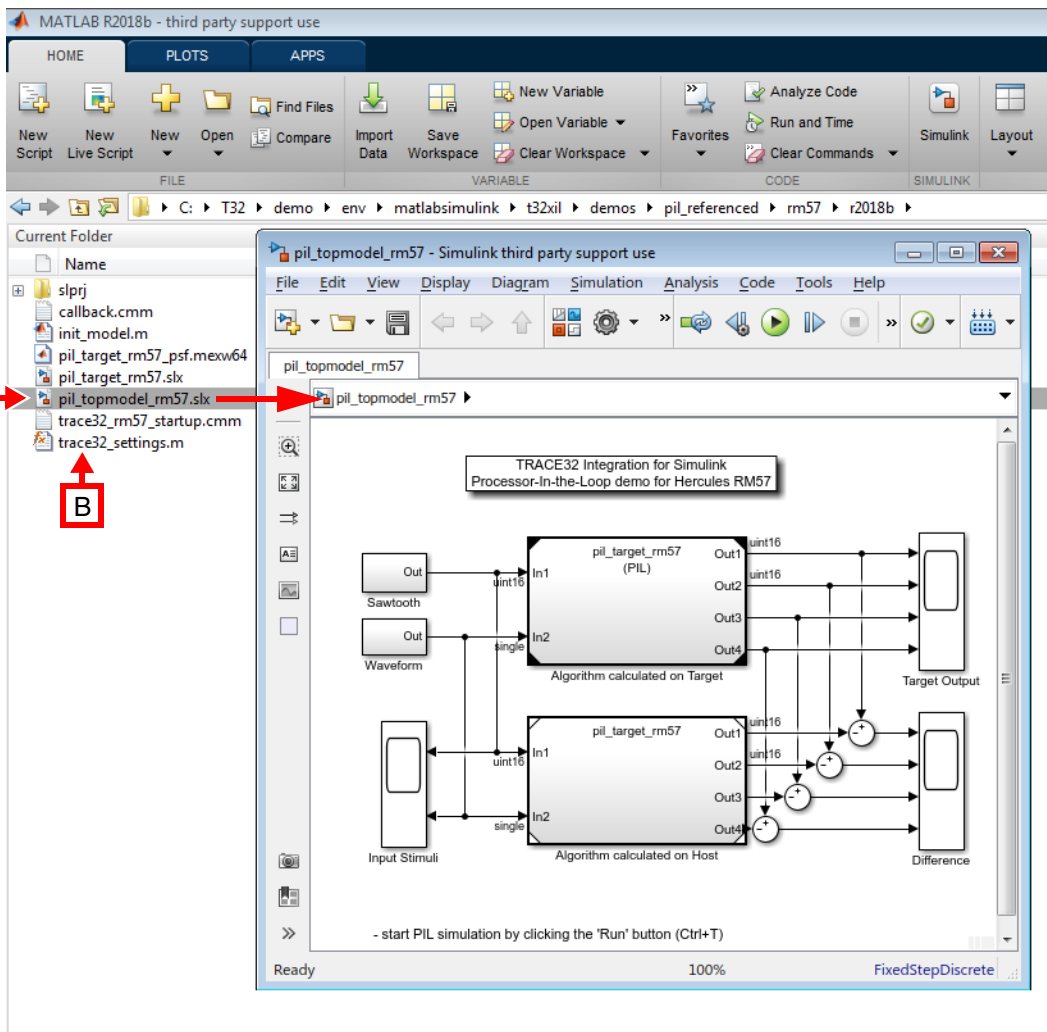 MATLAB R2018b - third party support use
HOME PLOTS APPS
New Script
New Live Script
New
Open
Find Files
Compare
Import Data
Save Workspace
New Variable
Open Variable
Clear Workspace
Favorites
Analyze Code
Run and Time
Clear Commands
Simulink
Layout
FILE VARIABLE CODE SIMULINK
C: T32 demo env matlabsimulink t32xil demos pil_referenced rm57 r2018b
Current Folder
Name
slprj
callback.cmm
init_model.m
pil_target_rm57_psf.mexw64
pil_target_rm57.slx
pil_topmodel_rm57.slx
trace32_rm57_startup.cmm
trace32_settings.m
B
pil_topmodel_rm57 - Simulink third party support use
File Edit View Display Diagram Simulation Analysis Code Tools Help
pil_topmodel_rm57
pil_topmodel_rm57
TRACE32 Integration for Simulink
Processor-In-the-Loop demo for Hercules RM57
Out
Sawtooth
Out
Waveform
uint16
single
In1
In2
pil_target_rm57
(PIL)
Out1
Out2
Out3
Out4
uint16
uint16
Algorithm calculated on Target
Target Output
Input Stimuli
uint16
single
In1
In2
pil_target_rm57
Out1
Out2
Out3
Out4
uint16
uint16
Algorithm calculated on Host
Difference
- start PIL simulation by clicking the 'Run' button (Ctrl+T)
Ready 100% FixedStepDiscrete